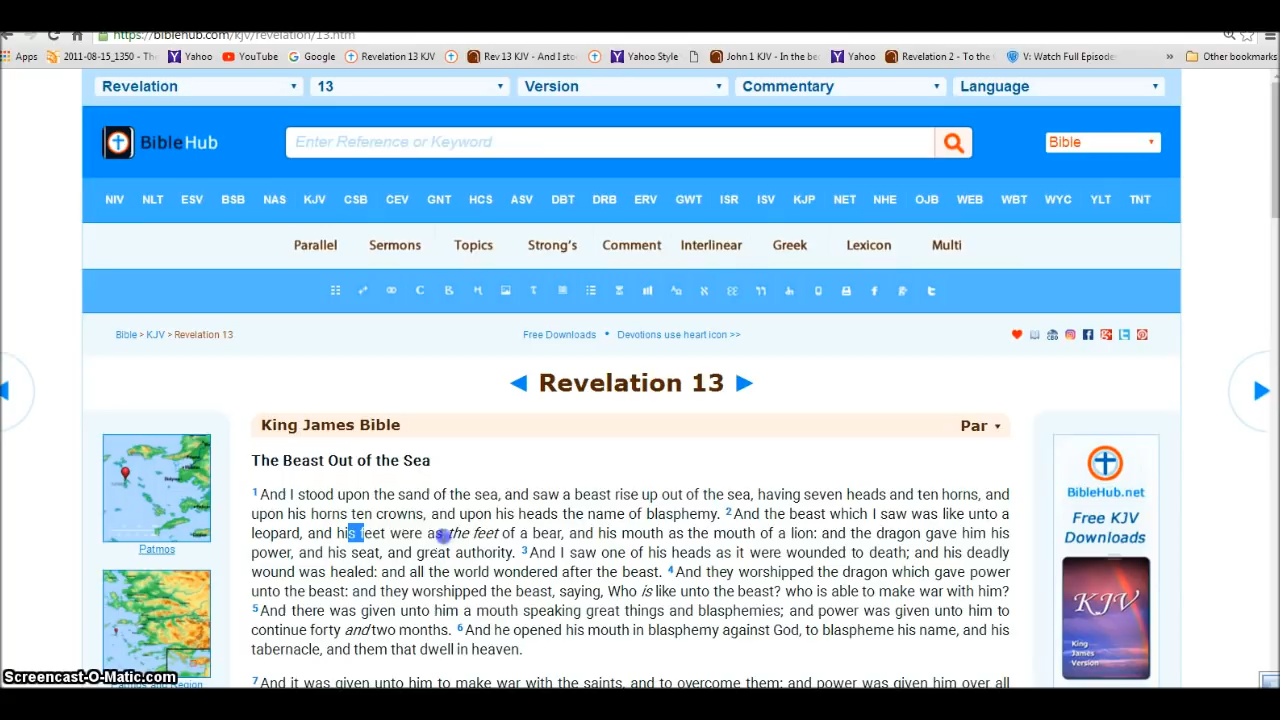 https://biblehub.com/kjv/revelation/13.htm
Apps 2011-08-15_1350 - Th Yahoo YouTube Google Revelation 13 KJV Rev 13 KJV - And I sto Yahoo Style John 1 KJV - In the be Yahoo Revelation 2 - To the V: Watch Full Episode » Other bookmarks
Revelation 13 Version Commentary Language
BibleHub Enter Reference or Keyword Bible
NIV NLT ESV BSB NAS KJV CSB CEV GNT HCS ASV DBT DRB ERV GWT ISR ISV KJP NET NHE OJB WEB WBT WYC YLT TNT
Parallel Sermons Topics Strong's Comment Interlinear Greek Lexicon Multi
Bible > KJV > Revelation 13 Free Downloads • Devotions use heart icon >>
Revelation 13
King James Bible Par
The Beast Out of the Sea
1 And I stood upon the sand of the sea, and saw a beast rise up out of the sea, having seven heads and ten horns, and
upon his horns ten crowns, and upon his heads the name of blasphemy. 2 And the beast which I saw was like unto a
leopard, and his feet were as the feet of a bear, and his mouth as the mouth of a lion: and the dragon gave him his
power, and his seat, and great authority. 3 And I saw one of his heads as it were wounded to death; and his deadly
wound was healed: and all the world wondered after the beast. 4 And they worshipped the dragon which gave power
unto the beast: and they worshipped the beast, saying, Who is like unto the beast? who is able to make war with him?
5 And there was given unto him a mouth speaking great things and blasphemies; and power was given unto him to
continue forty and two months. 6 And he opened his mouth in blasphemy against God, to blaspheme his name, and his
tabernacle, and them that dwell in heaven.
7 And it was given unto him to make war with the saints, and to overcome them: and power was given him over all
Patmos
Patmos and Region
BibleHub.net
Free KJV
Downloads
KJV
King
James
Version
Screencast-O-Matic.com